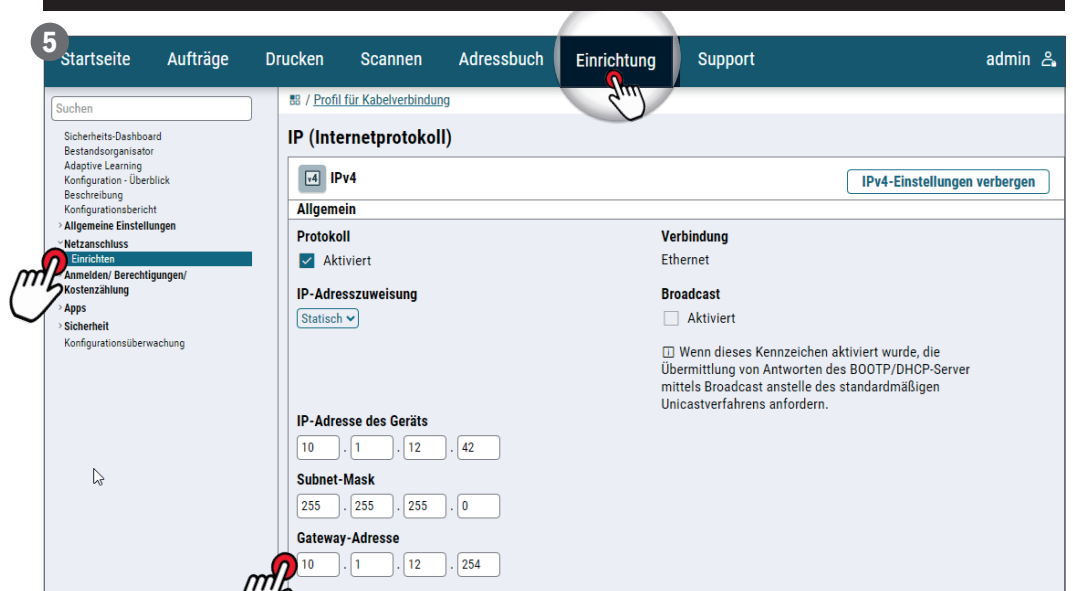 5
Startseite Aufträge Drucken Scannen Adressbuch Einrichtung Support admin
Suchen
Sicherheits-Dashboard
Bestandsorganisator
Adaptive Learning
Konfiguration - Überblick
Beschreibung
Konfigurationsbericht
> Allgemeine Einstellungen
Netzanschluss
Einrichten
Anmelden/ Berechtigungen/
Kostenzählung
> Apps
> Sicherheit
Konfigurationsüberwachung
/ Profil für Kabelverbindung
IP (Internetprotokoll)
v4 IPv4
IPv4-Einstellungen verbergen
Allgemein
Protokoll
Aktiviert
Verbindung
Ethernet
IP-Adresszuweisung
Statisch
Broadcast
Aktiviert
Wenn dieses Kennzeichen aktiviert wurde, die
Übermittlung von Antworten des BOOTP/DHCP-Server
mittels Broadcast anstelle des standardmäßigen
Unicastverfahrens anfordern.
IP-Adresse des Geräts
10 . 1 . 12 . 42
Subnet-Mask
255 . 255 . 255 . 0
Gateway-Adresse
10 . 1 . 12 . 254